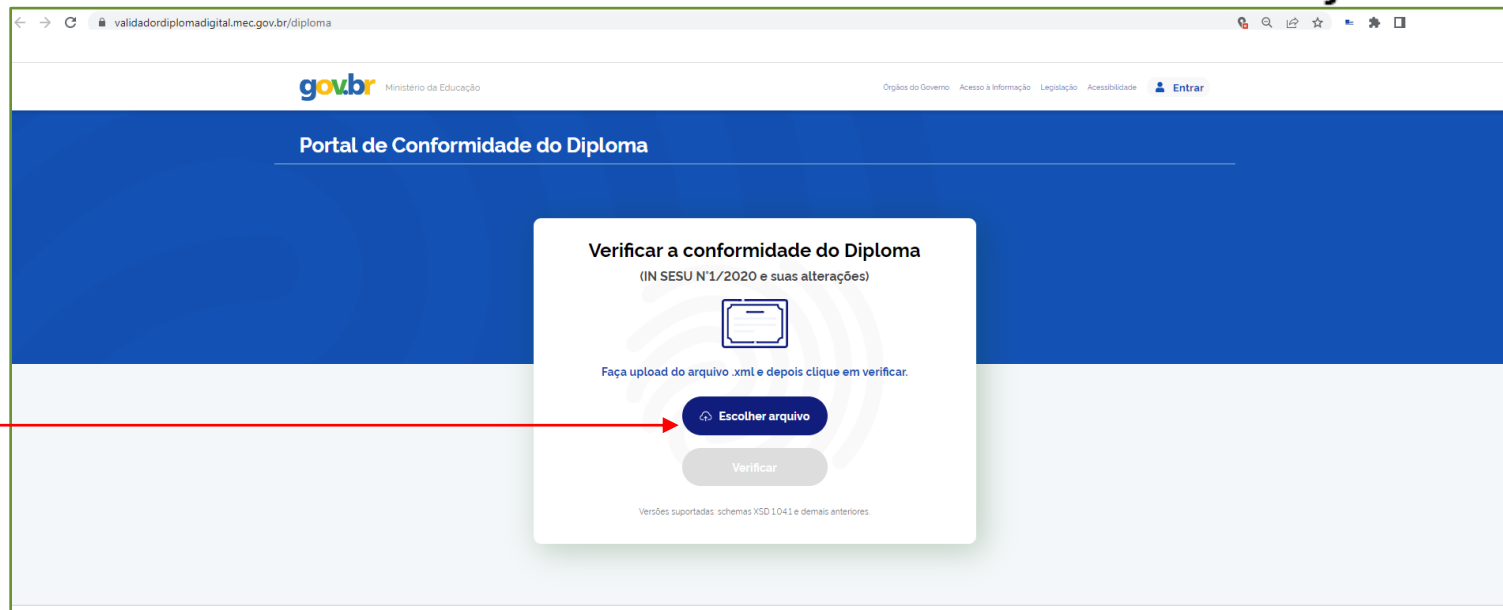 validadordiplomadigital.mec.gov.br/diploma
gov.br Ministério da Educação Órgãos do Governo Acesso à Informação Legislação Acessibilidade Entrar
Portal de Conformidade do Diploma
Verificar a conformidade do Diploma
(IN SESU N°1/2020 e suas alterações)
Faça upload do arquivo .xml e depois clique em verificar.
Escolher arquivo
Verificar
Versões suportadas: schemas XSD 1.04.1 e demais anteriores.